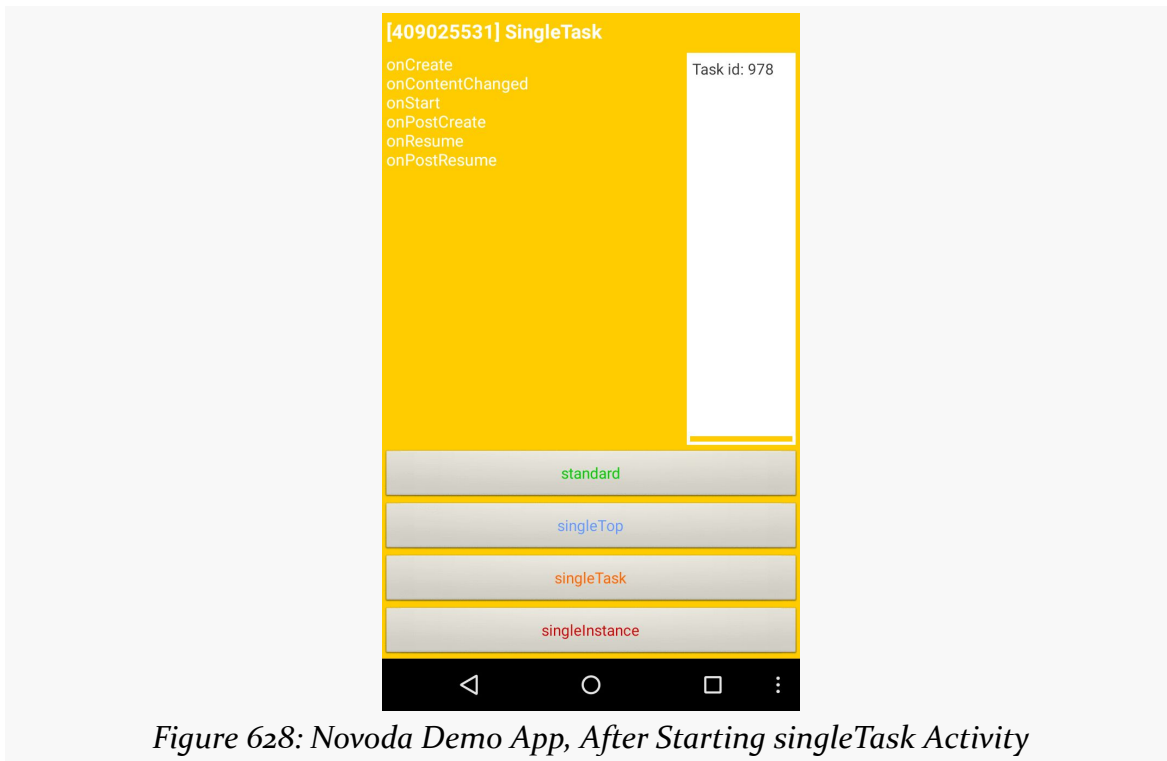 [409025531] SingleTask
onCreate
onContentChanged
onStart
onPostCreate
onResume
onPostResume
Task id: 978
standard
singleTop
singleTask
singleInstance
Figure 628: Novoda Demo App, After Starting singleTask Activity